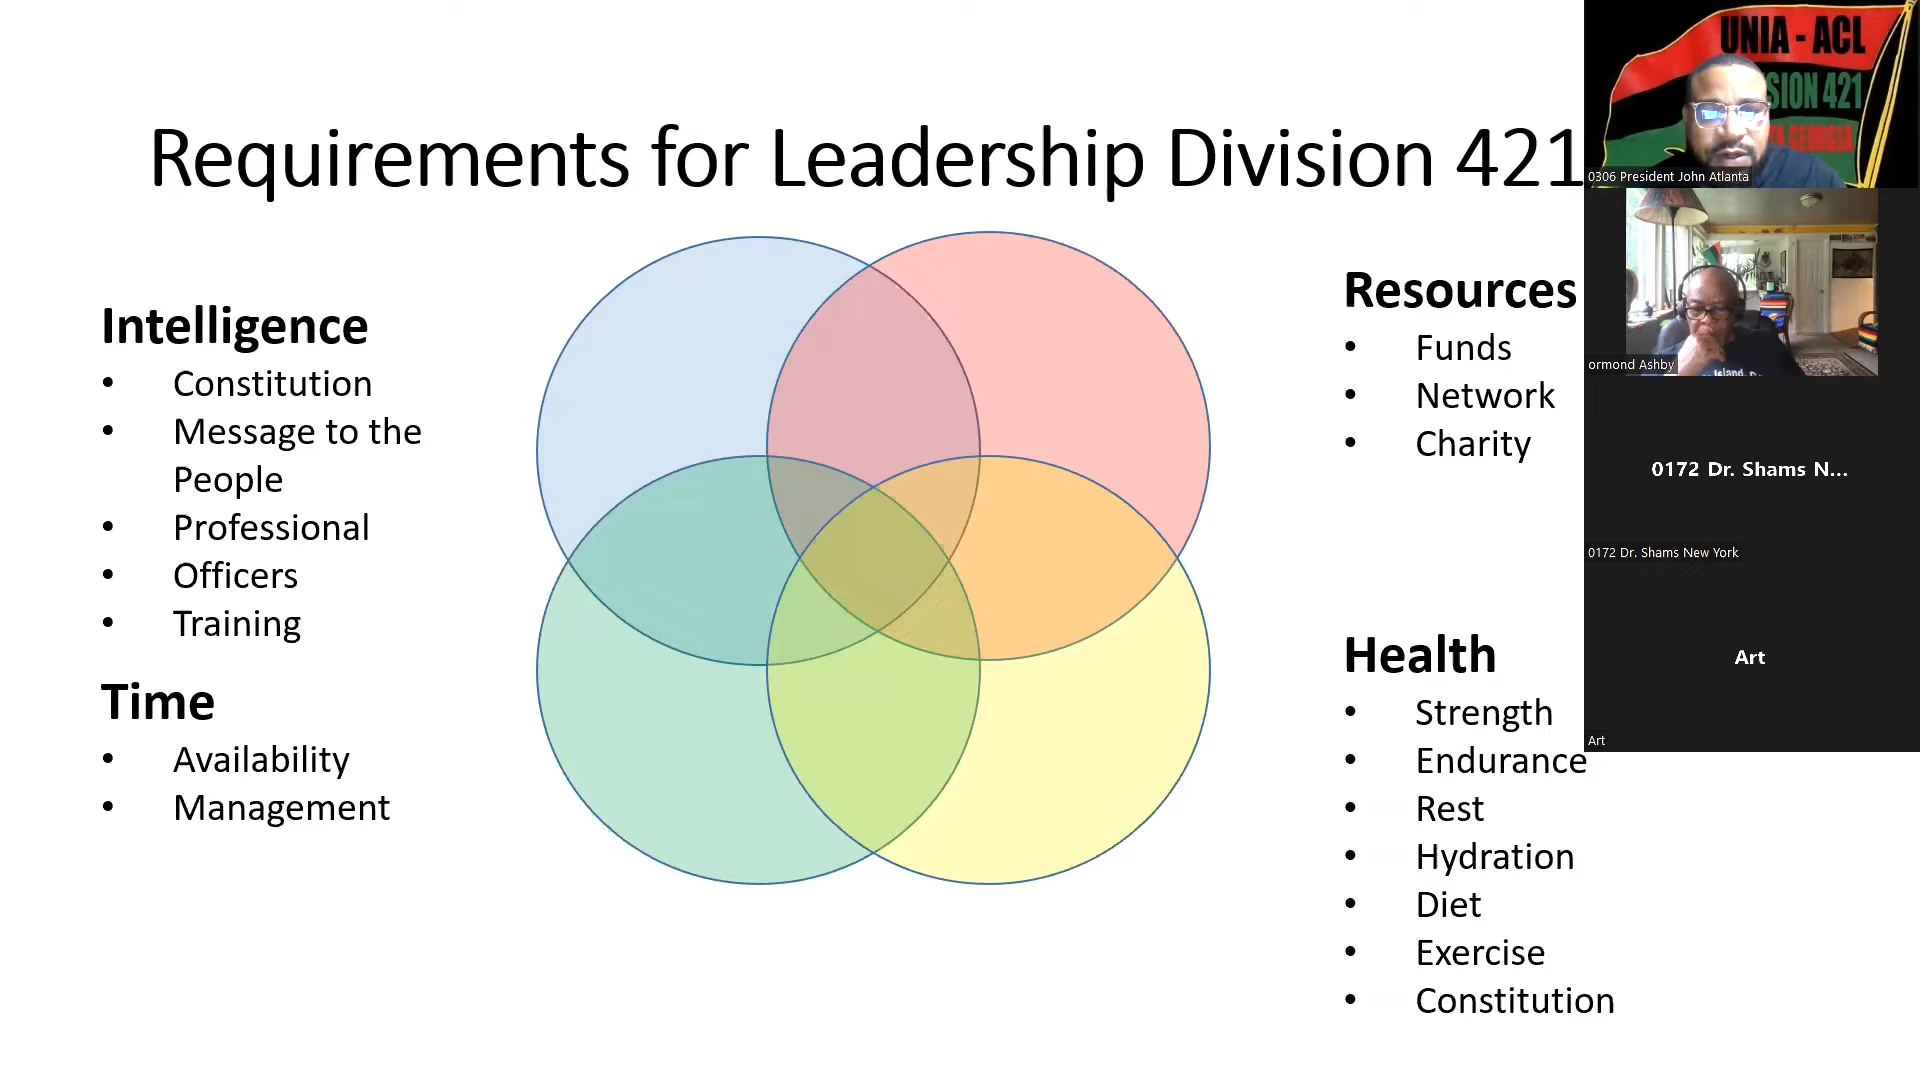 Requirements for Leadership Division 421
Intelligence
• Constitution
• Message to the
People
• Professional
• Officers
• Training
Time
• Availability
• Management
Resources
• Funds
• Network
• Charity
Health
• Strength
• Endurance
• Rest
• Hydration
• Diet
• Exercise
• Constitution
UNIA - ACL
SION 421
GEORGIA
0306 President John Atlanta
ormond Ashby
0172 Dr. Shams N...
0172 Dr. Shams New York
Art
Art